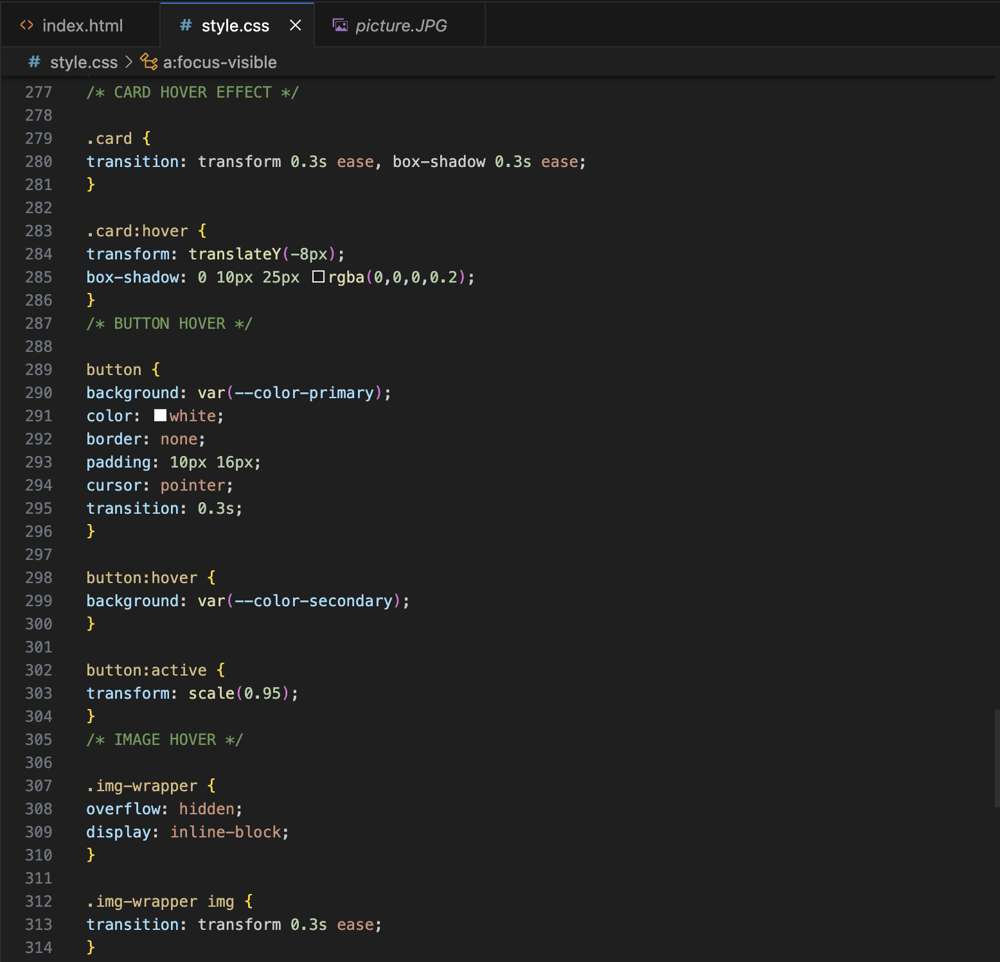 index.html style.css picture.JPG
style.css > a:focus-visible
277 /* CARD HOVER EFFECT */
278
279 .card {
280 transition: transform 0.3s ease, box-shadow 0.3s ease;
281 }
282
283 .card:hover {
284 transform: translateY(-8px);
285 box-shadow: 0 10px 25px rgba(0,0,0,0.2);
286 }
287 /* BUTTON HOVER */
288
289 button {
290 background: var(--color-primary);
291 color: white;
292 border: none;
293 padding: 10px 16px;
294 cursor: pointer;
295 transition: 0.3s;
296 }
297
298 button:hover {
299 background: var(--color-secondary);
300 }
301
302 button:active {
303 transform: scale(0.95);
304 }
305 /* IMAGE HOVER */
306
307 .img-wrapper {
308 overflow: hidden;
309 display: inline-block;
310 }
311
312 .img-wrapper img {
313 transition: transform 0.3s ease;
314 }